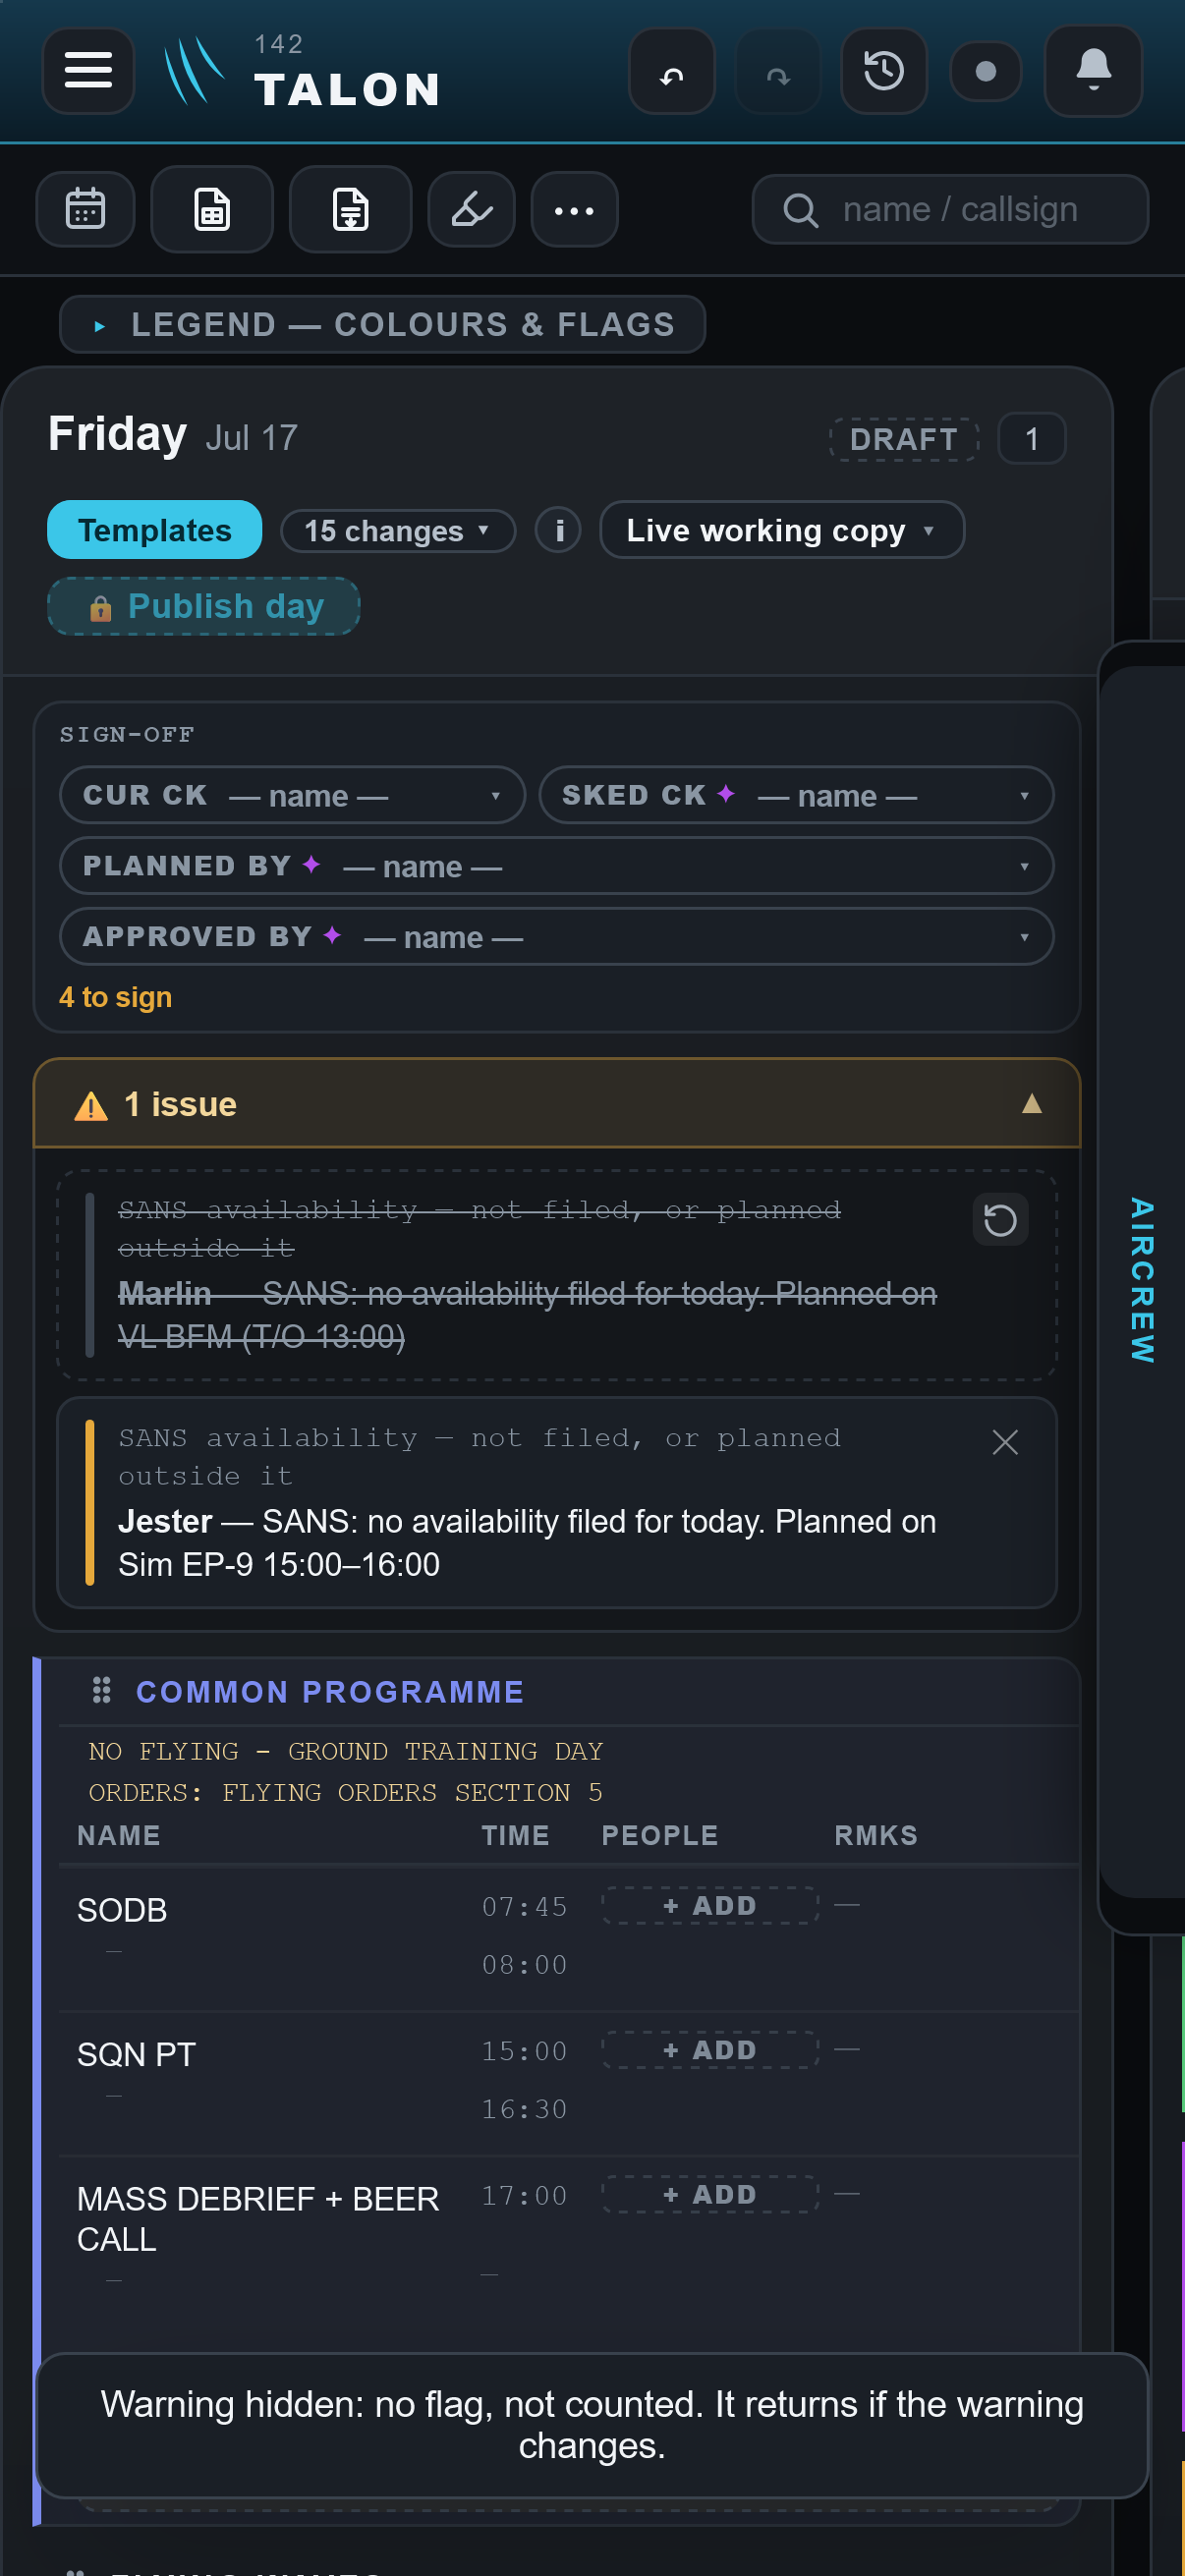 142
TALON
name / callsign
LEGEND — COLOURS & FLAGS
Friday Jul 17
DRAFT 1
Templates 15 changes i Live working copy
Publish day
SIGN-OFF
CUR CK — name — SKED CK — name —
PLANNED BY — name —
APPROVED BY — name —
4 to sign
1 issue
SANS availability — not filed, or planned
outside it
Marlin — SANS: no availability filed for today. Planned on
VL BFM (T/O 13:00)
SANS availability — not filed, or planned
outside it
Jester — SANS: no availability filed for today. Planned on
Sim EP-9 15:00–16:00
AIRCREW
COMMON PROGRAMME
NO FLYING - GROUND TRAINING DAY
ORDERS: FLYING ORDERS SECTION 5
NAME TIME PEOPLE RMKS
SODB 07:45 + ADD —
— 08:00
SQN PT 15:00 + ADD —
— 16:30
MASS DEBRIEF + BEER 17:00 + ADD —
CALL
— —
Warning hidden: no flag, not counted. It returns if the warning
changes.